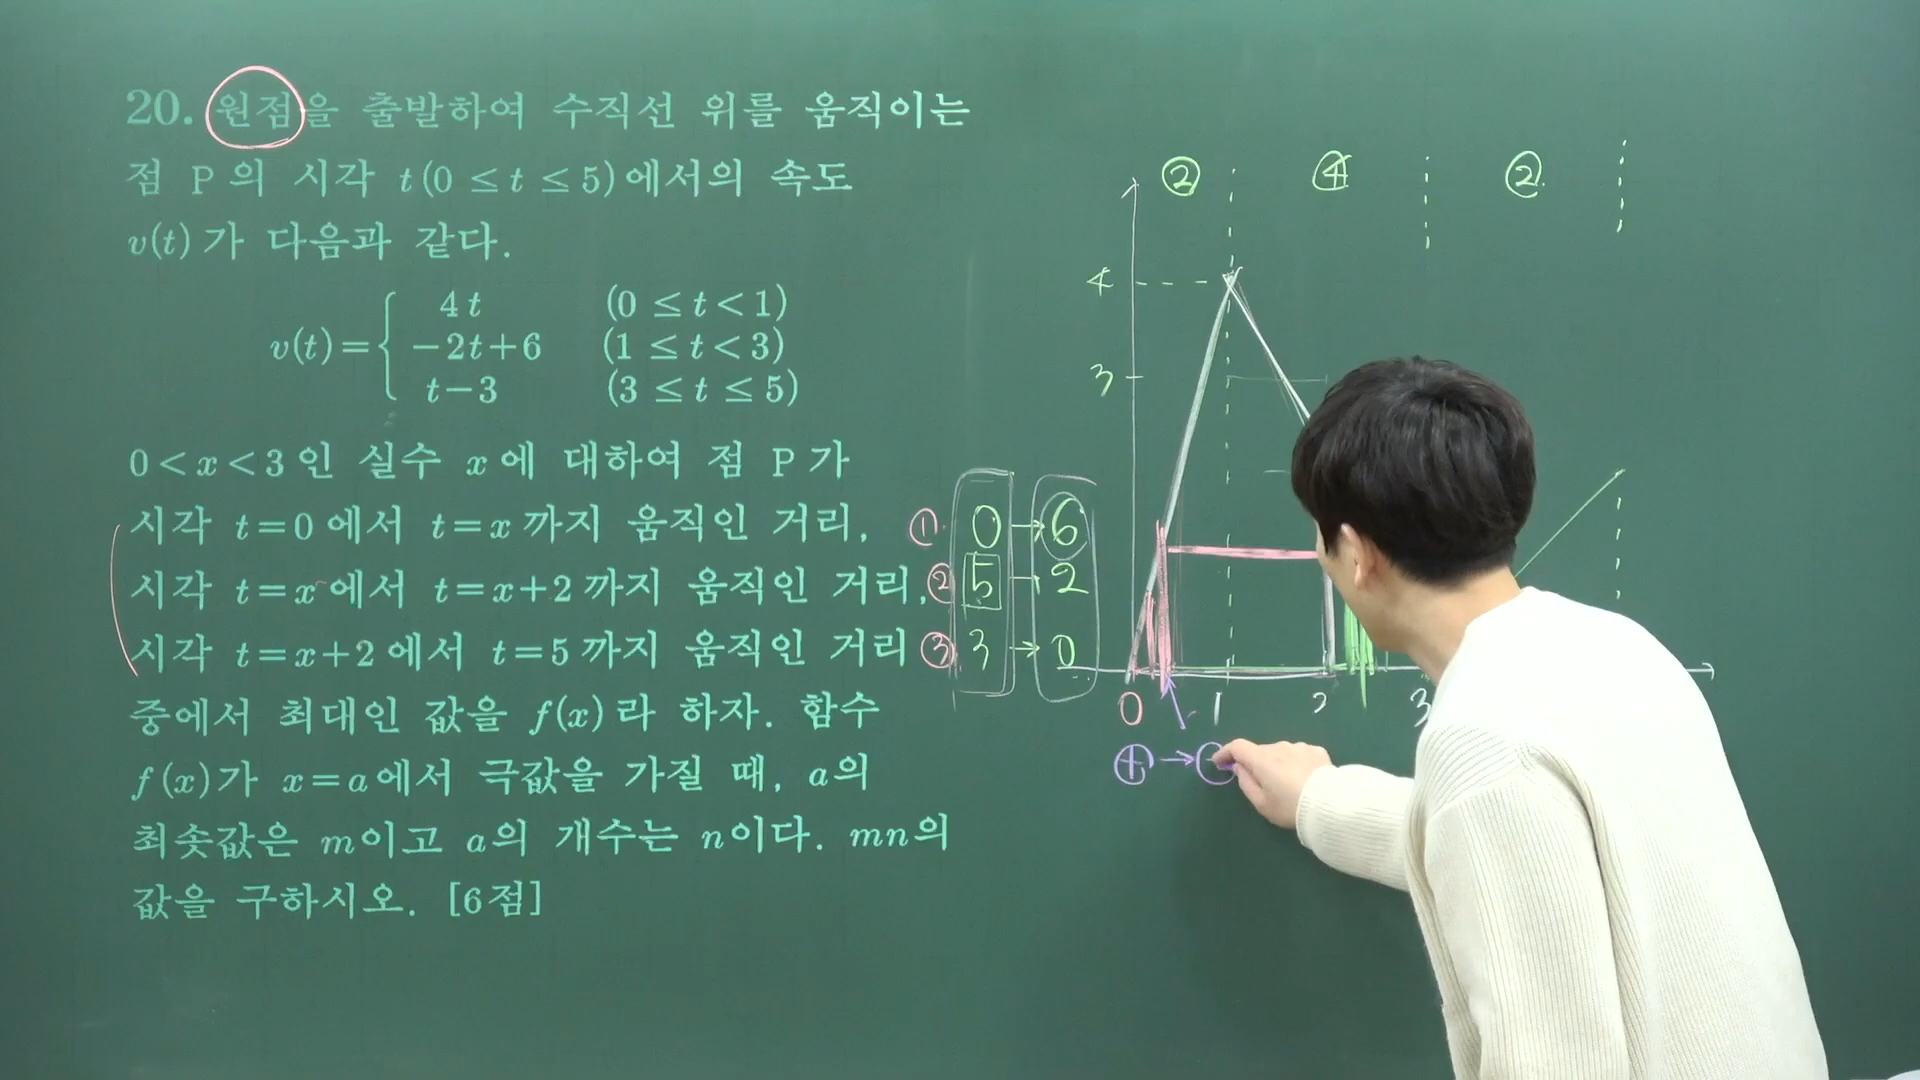 20. 원점을 출발하여 수직선 위를 움직이는
점 P의 시각 t(0 ≤ t ≤ 5)에서의 속도
v(t)가 다음과 같다.
4t (0 ≤ t < 1)
v(t) = { -2t+6 (1 ≤ t < 3)
t-3 (3 ≤ t ≤ 5)
0 < x < 3인 실수 x에 대하여 점 P가
시각 t=0에서 t=x까지 움직인 거리,
시각 t=x에서 t=x+2까지 움직인 거리,
시각 t=x+2에서 t=5까지 움직인 거리
중에서 최대인 값을 f(x)라 하자. 함수
f(x)가 x=a에서 극값을 가질 때, a의
최솟값은 m이고 a의 개수는 n이다. mn의
값을 구하시오. [6점]
① 0 → 6
② 5 → 2
③ 3 → 0
② ④ ②
4
3
0 1 2 3
⊕ → ⊖